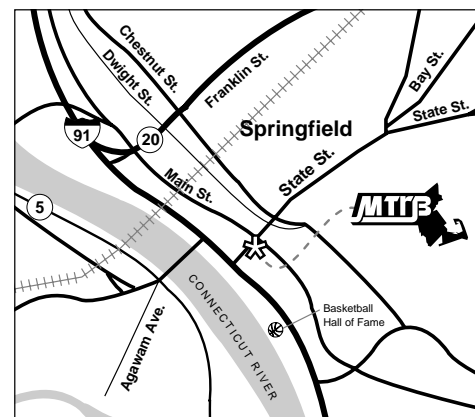 Chestnut St.
Dwight St.
Franklin St.
Bay St.
State St.
91
20
Springfield
Main St.
State St.
MTRB
5
CONNECTICUT RIVER
Basketball
Hall of Fame
Agawam Ave.